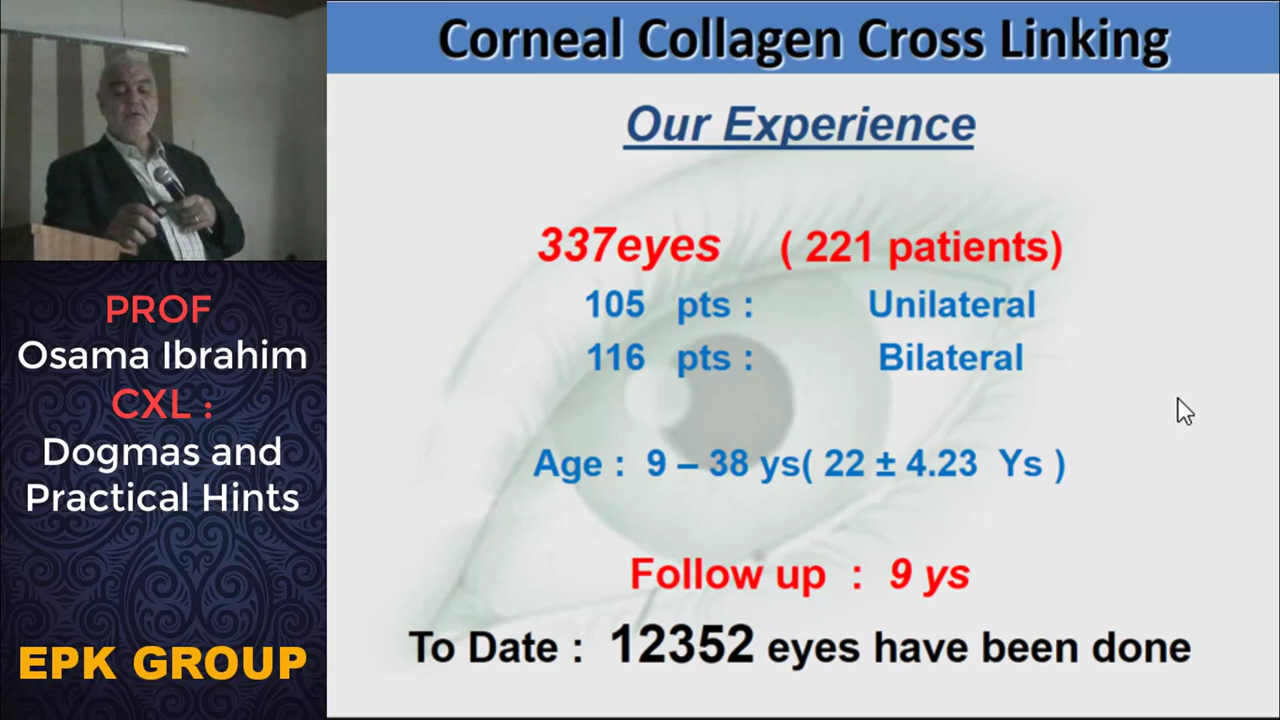 Corneal Collagen Cross Linking
Our Experience
337eyes ( 221 patients)
105 pts : Unilateral
116 pts : Bilateral
Age : 9 – 38 ys( 22 ± 4.23 Ys )
Follow up : 9 ys
To Date : 12352 eyes have been done
PROF
Osama Ibrahim
CXL :
Dogmas and
Practical Hints
EPK GROUP